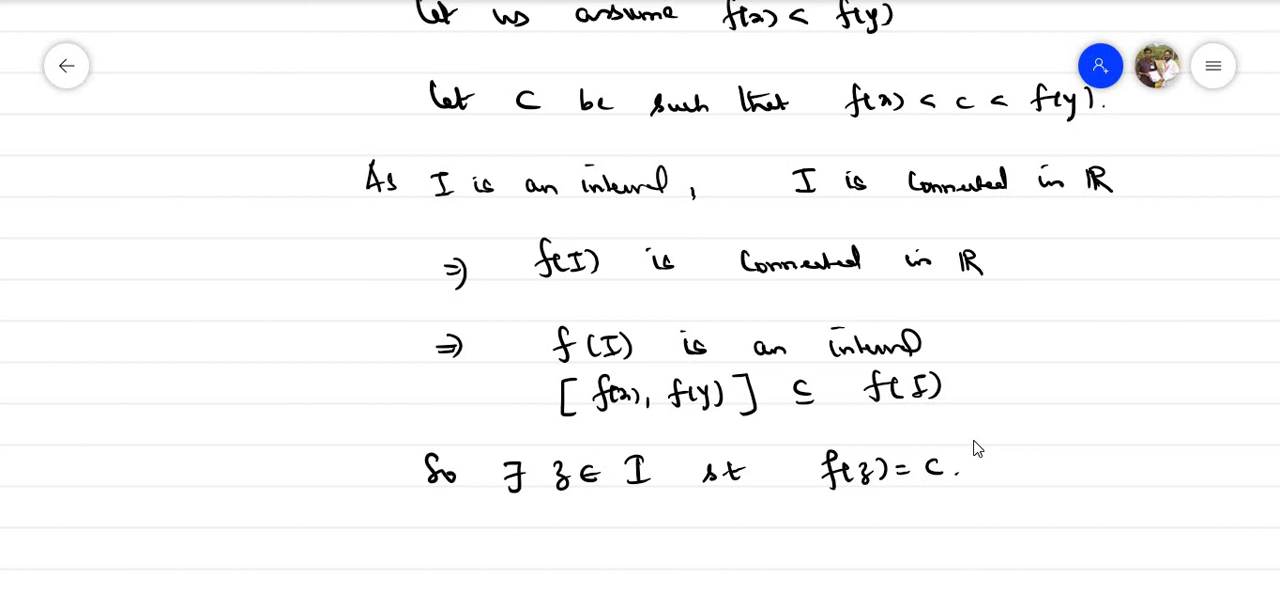 let us assume f(x) < f(y)
let c be such that f(x) < c < f(y).
As I is an interval, I is connected in ℝ
⇒ f(I) is connected in ℝ
⇒ f(I) is an interval
[f(x), f(y)] ⊆ f(I)
So ∃ z ∈ I st f(z) = c.